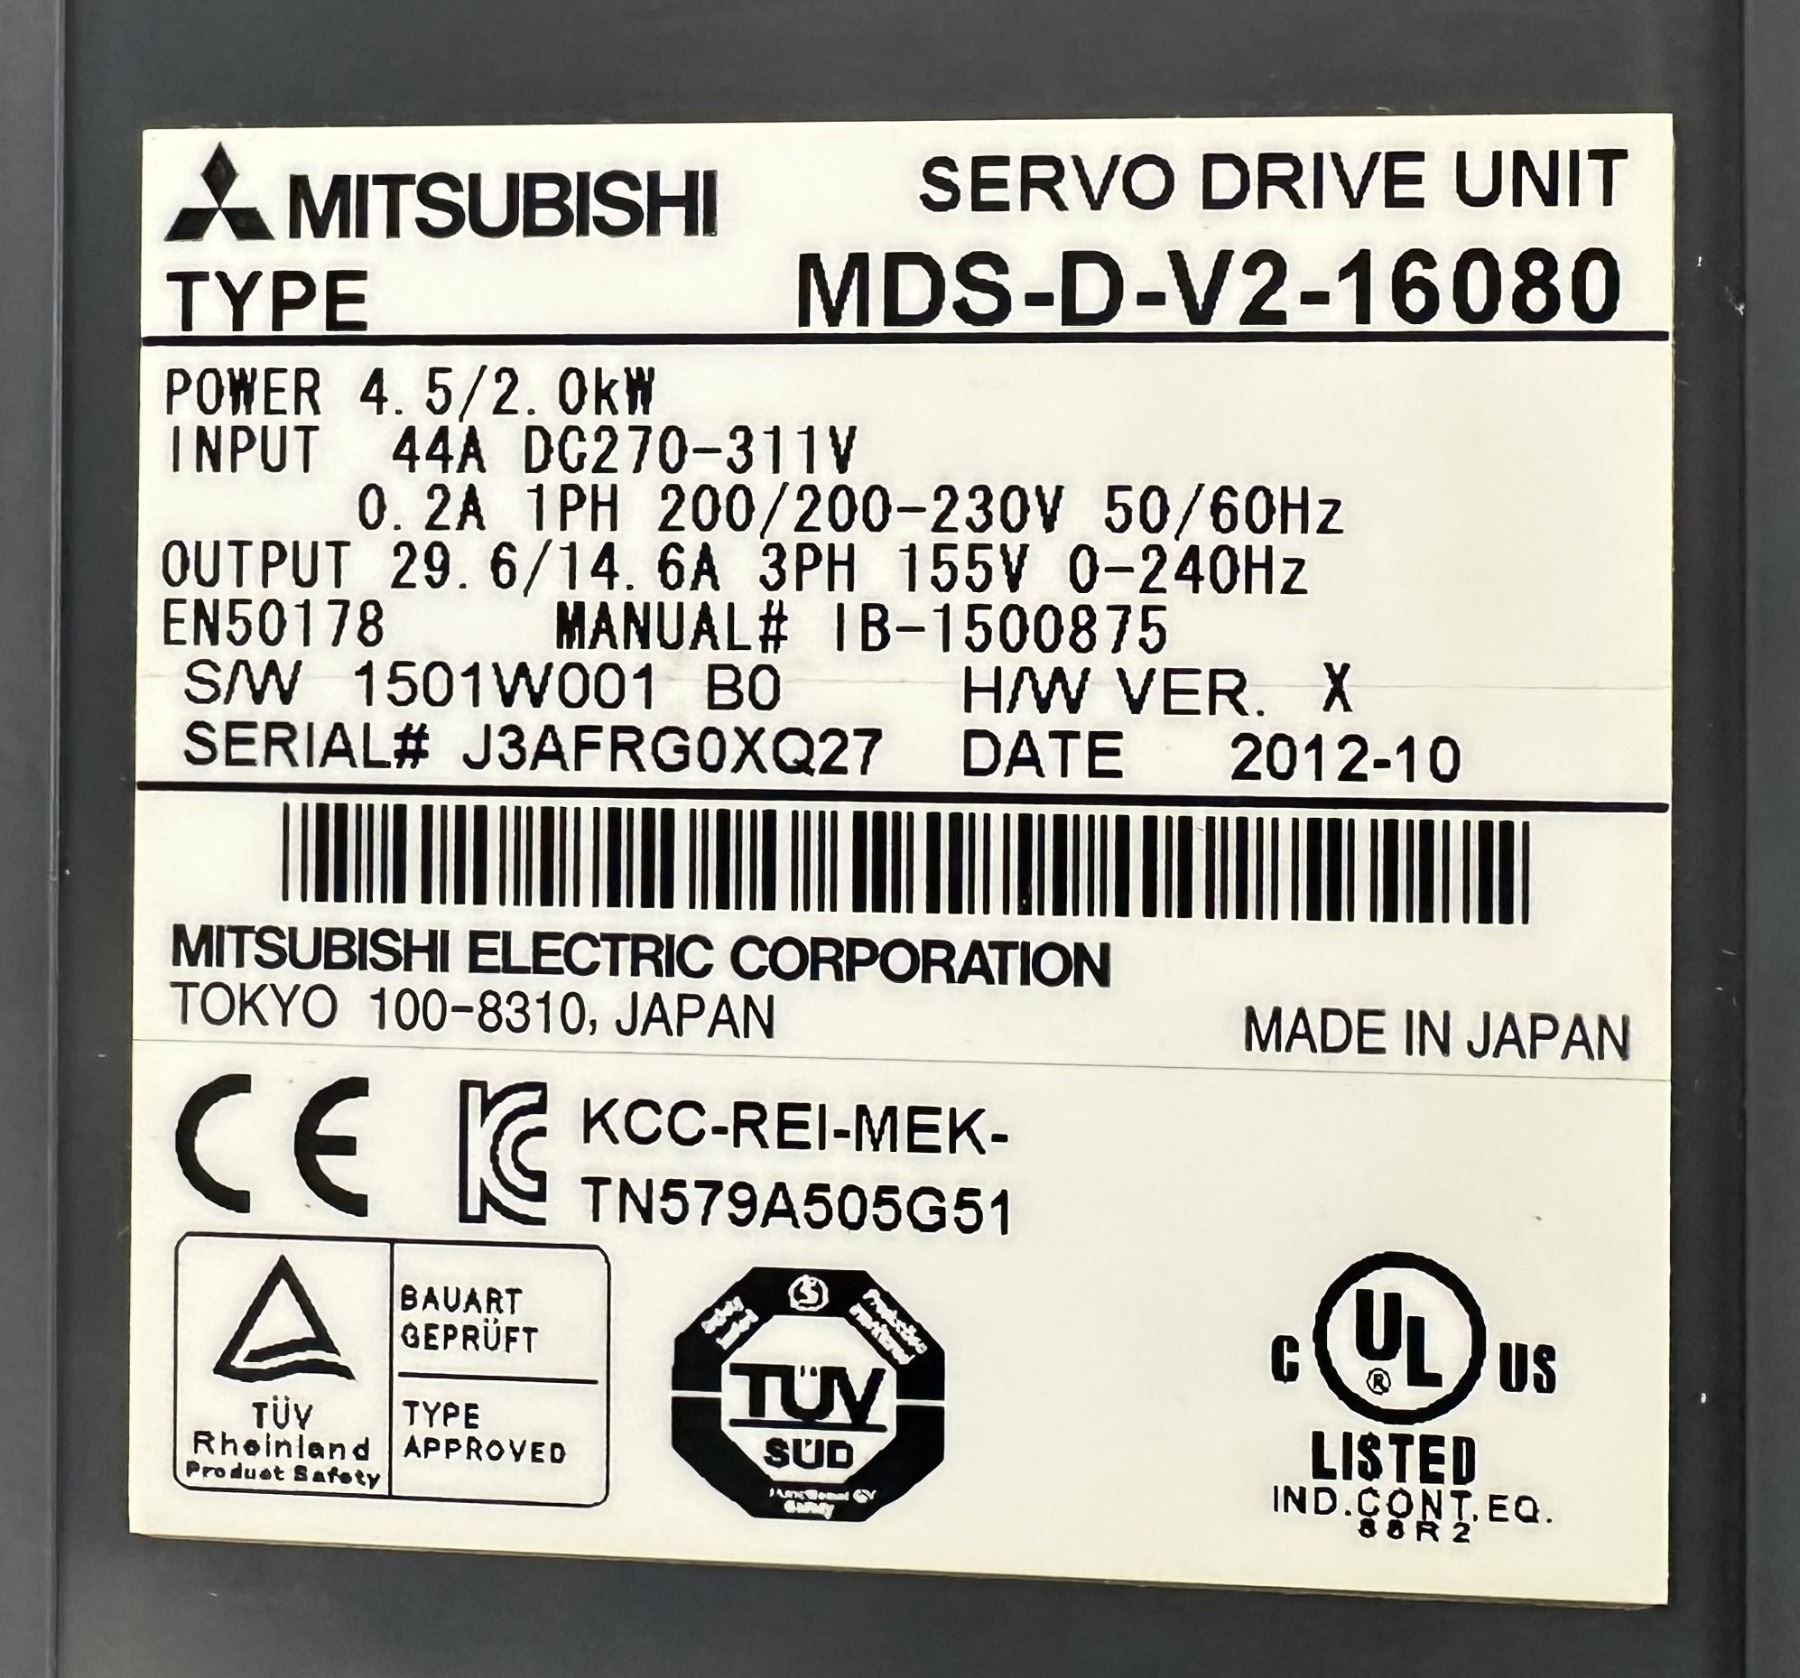 MITSUBISHI SERVO DRIVE UNIT
TYPE MDS-D-V2-16080
POWER 4.5/2.0kW
INPUT 44A DC270-311V
0.2A 1PH 200/200-230V 50/60Hz
OUTPUT 29.6/14.6A 3PH 155V 0-240Hz
EN50178 MANUAL# IB-1500875
S/W 1501W001 B0 H/W VER. X
SERIAL# J3AFRG0XQ27 DATE 2012-10
MITSUBISHI ELECTRIC CORPORATION
TOKYO 100-8310, JAPAN
MADE IN JAPAN
CE KC KCC-REI-MEK-
TN579A505G51
BAUART
GEPRÜFT
TYPE
APPROVED
TÜV
Rheinland
Product Safety
TÜV
SÜD
Safety
C UL® US
LISTED
IND.CONT.EQ.
88R2